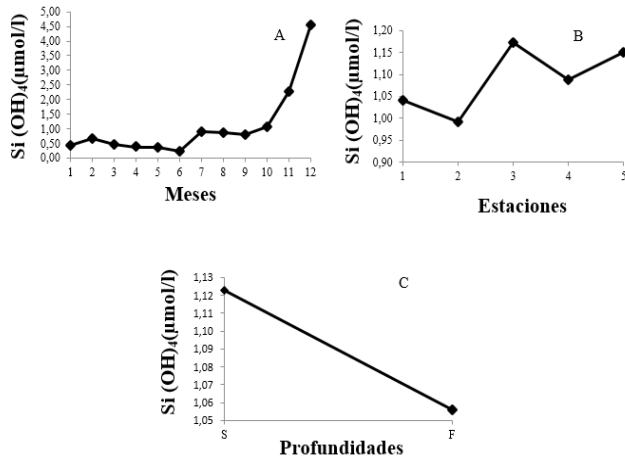 A
Si (OH)4(µmol/l)
5,00
4,50
4,00
3,50
3,00
2,50
2,00
1,50
1,00
0,50
0,00
1 2 3 4 5 6 7 8 9 10 11 12
Meses
B
Si (OH)4(µmol/l)
1,20
1,15
1,10
1,05
1,00
0,95
0,90
1 2 3 4 5
Estaciones
C
Si (OH)4(µmol/l)
1,13
1,12
1,11
1,10
1,09
1,08
1,07
1,06
1,05
S F
Profundidades